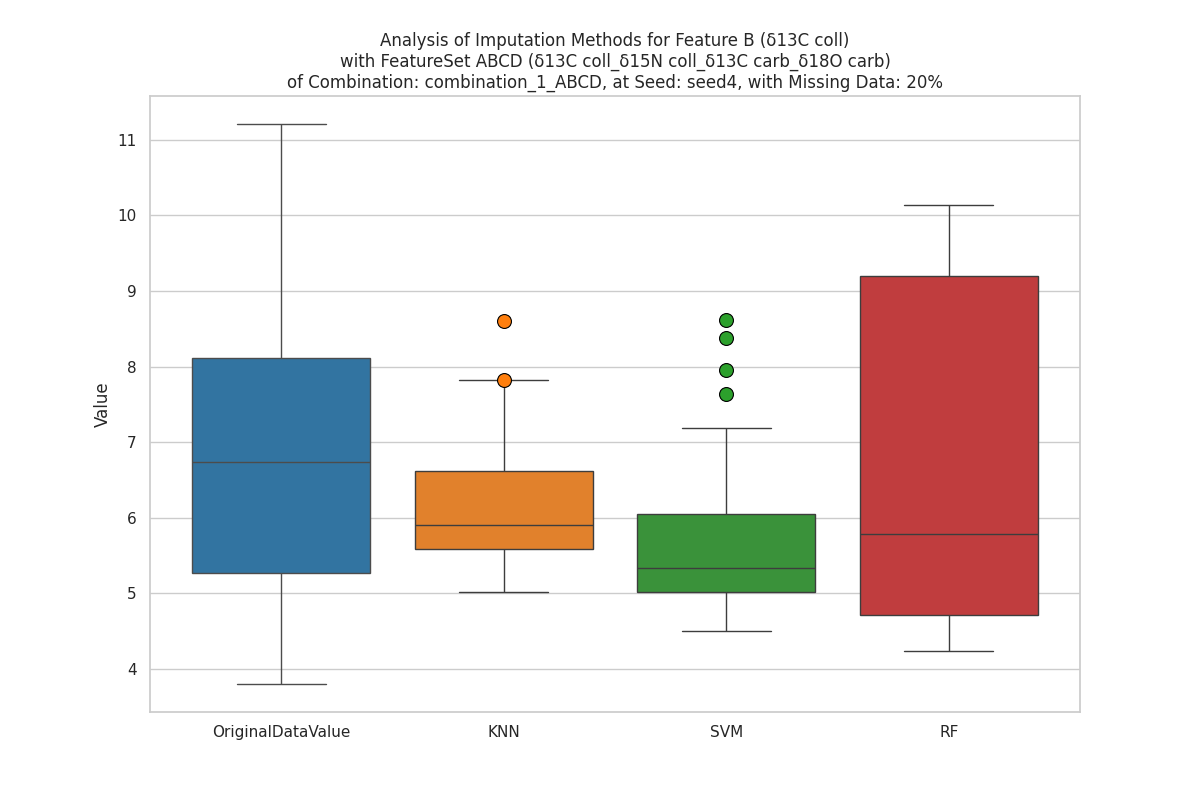 Analysis of Imputation Methods for Feature B (δ13C coll)
with FeatureSet ABCD (δ13C coll_δ15N coll_δ13C carb_δ18O carb)
of Combination: combination_1_ABCD, at Seed: seed4, with Missing Data: 20%
11
10
9
8
7
6
5
4
Value
OriginalDataValue
KNN
SVM
RF